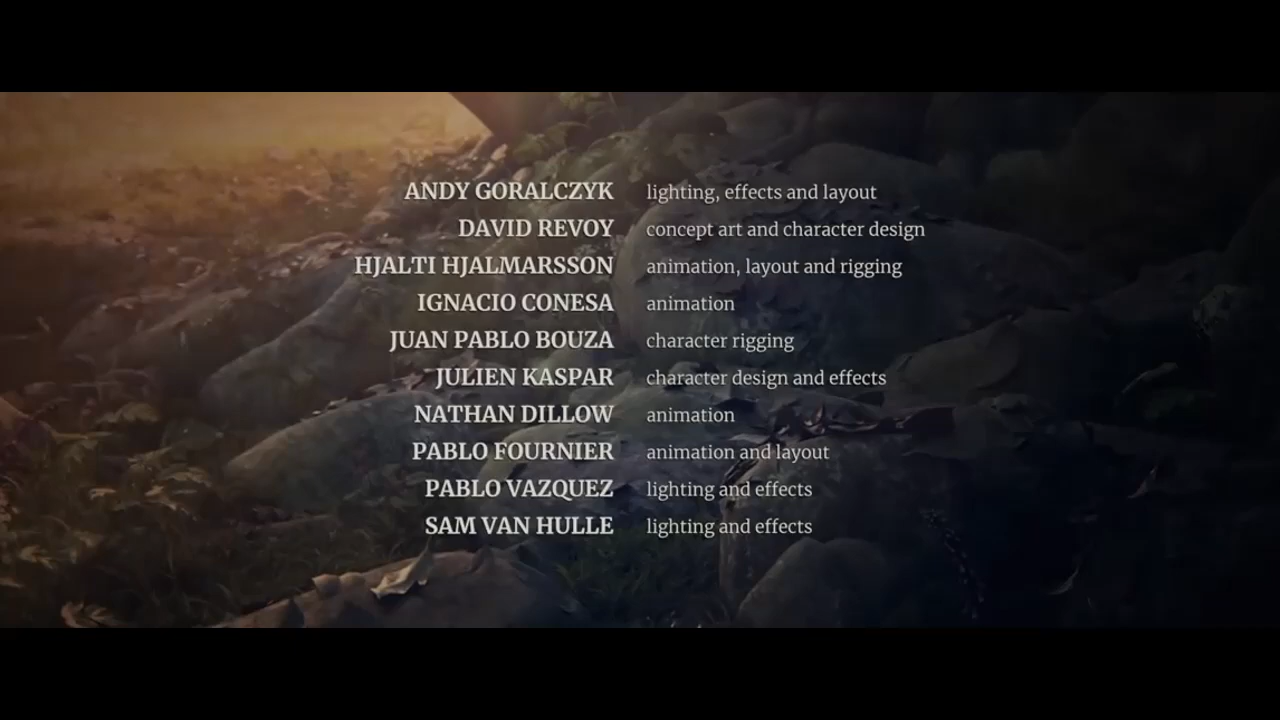 ANDY GORALCZYK lighting, effects and layout
DAVID REVOY concept art and character design
HJALTI HJALMARSSON animation, layout and rigging
IGNACIO CONESA animation
JUAN PABLO BOUZA character rigging
JULIEN KASPAR character design and effects
NATHAN DILLOW animation
PABLO FOURNIER animation and layout
PABLO VAZQUEZ lighting and effects
SAM VAN HULLE lighting and effects